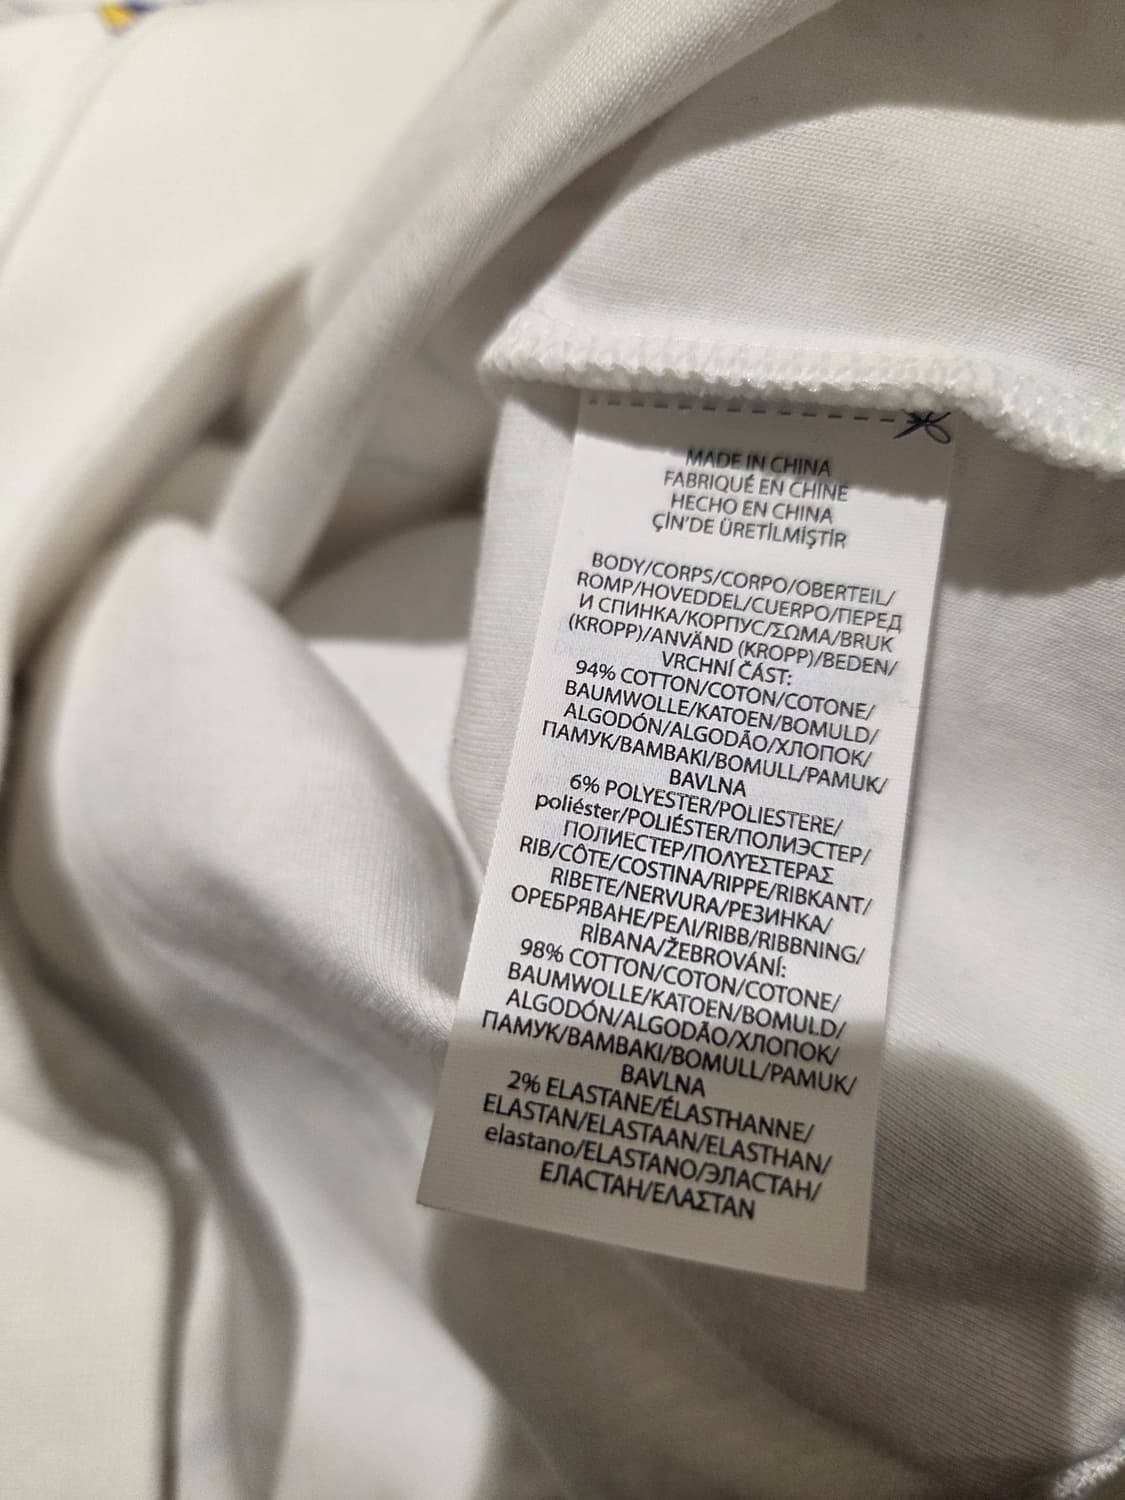 MADE IN CHINA
FABRIQUÉ EN CHINE
HECHO EN CHINA
ÇİN'DE ÜRETİLMİŞTİR
BODY/CORPS/CORPO/OBERTEIL/
ROMP/HOVEDDEL/CUERPO/ПЕРЕД
И СПИНКА/КОРПУС/ΣΩΜΑ/BRUK
(KROPP)/ANVÄND (KROPP)/BEDEN/
VRCHNÍ ČÁST:
94% COTTON/COTON/COTONE/
BAUMWOLLE/KATOEN/BOMULD/
ALGODÓN/ALGODÃO/ХЛОПОК/
ПАМУК/ΒΑΜΒΑΚΙ/BOMULL/PAMUK/
BAVLNA
6% POLYESTER/POLIESTERE/
poliéster/POLIÉSTER/ПОЛИЭСТЕР/
ПОЛИЕСТЕР/ΠΟΛΥΕΣΤΕΡΑΣ
RIB/CÔTE/COSTINA/RIPPE/RIBKANT/
RIBETE/NERVURA/РЕЗИНКА/
ОРЕБРЯВАНЕ/ΡΕΛΙ/RIBB/RIBBNING/
RİBANA/ŽEBROVÁNÍ:
98% COTTON/COTON/COTONE/
BAUMWOLLE/KATOEN/BOMULD/
ALGODÓN/ALGODÃO/ХЛОПОК/
ПАМУК/ΒΑΜΒΑΚΙ/BOMULL/PAMUK/
BAVLNA
2% ELASTANE/ÉLASTHANNE/
ELASTAN/ELASTAAN/ELASTHAN/
elastano/ELASTANO/ЭЛАСТАН/
ЕЛАСТАН/ΕΛΑΣΤΑΝ